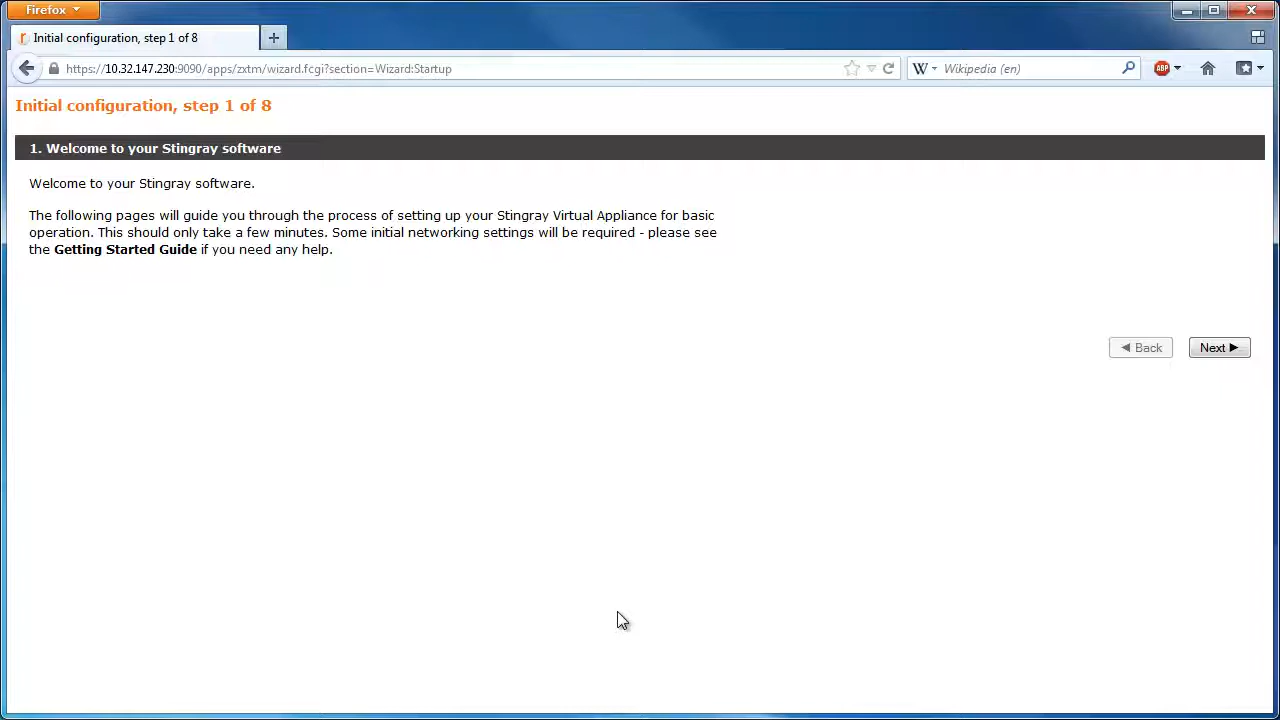 Firefox
Initial configuration, step 1 of 8
https://10.32.147.230:9090/apps/zxtm/wizard.fcgi?section=Wizard:Startup
W
Wikipedia (en)
ABP
Initial configuration, step 1 of 8
1. Welcome to your Stingray software
Welcome to your Stingray software.
The following pages will guide you through the process of setting up your Stingray Virtual Appliance for basic
operation. This should only take a few minutes. Some initial networking settings will be required - please see
the Getting Started Guide if you need any help.
Back
Next